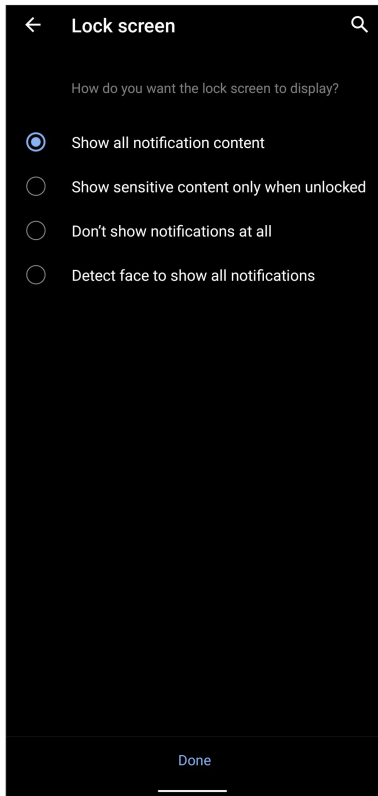 Lock screen
How do you want the lock screen to display?
Show all notification content
Show sensitive content only when unlocked
Don't show notifications at all
Detect face to show all notifications
Done